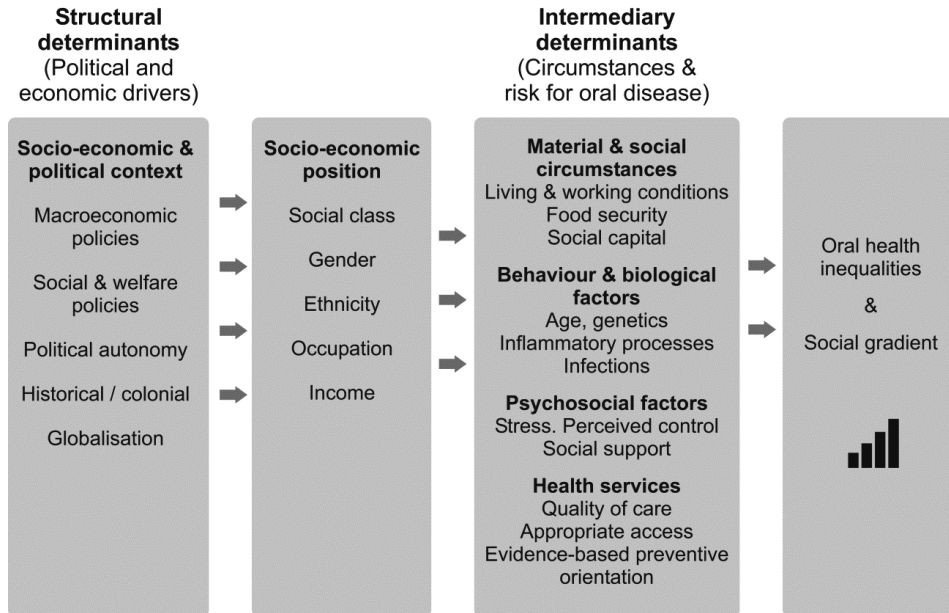 Structural
determinants
(Political and
economic drivers)
Intermediary
determinants
(Circumstances &
risk for oral disease)
Socio-economic &
political context
Macroeconomic
policies
Social & welfare
policies
Political autonomy
Historical / colonial
Globalisation
Socio-economic
position
Social class
Gender
Ethnicity
Occupation
Income
Material & social
circumstances
Living & working conditions
Food security
Social capital
Behaviour & biological
factors
Age, genetics
Inflammatory processes
Infections
Psychosocial factors
Stress. Perceived control
Social support
Health services
Quality of care
Appropriate access
Evidence-based preventive
orientation
Oral health
inequalities
&
Social gradient